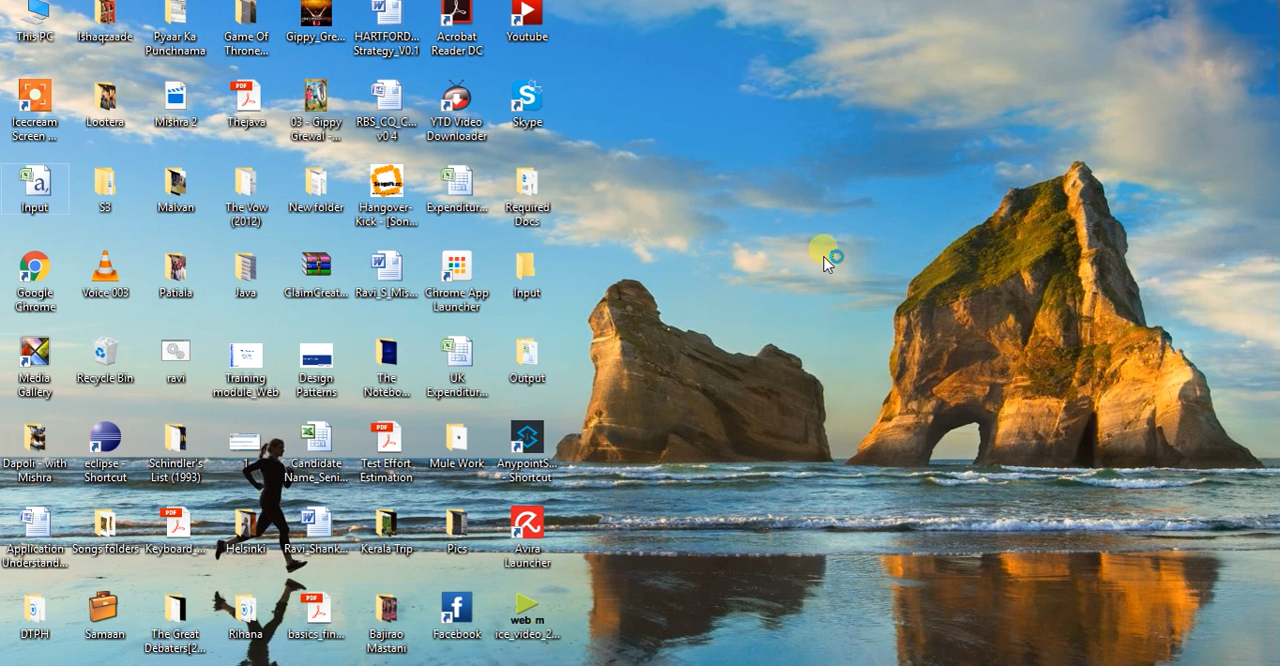 This PC
Ishaqzaade
Pyaar Ka
Punchnama
Game Of
Throne...
Gippy_Gre...
HARTFORD...
Strategy_V0.1
Acrobat
Reader DC
Youtube
Icecream
Screen ...
Lootera
Mishra 2
PDF
Thejava
03 - Gippy
Grewal -...
RBS_CQ_C...
v0 4
YTD Video
Downloader
Skype
a,
Input
S3
Malvan
The Vow
(2012)
New folder
Hangover-
Kick - [Son...
Expenditur...
Required
Docs
Google
Chrome
Voice 003
Patiala
Java
ClaimCreat...
Ravi_S_Mis...
Chrome App
Launcher
Input
Media
Gallery
Recycle Bin
ravi
Training
module_Web
Design
Patterns
The
Notebo...
UK
Expenditur...
Output
Dapoli - with
Mishra
eclipse -
Shortcut
Schindler's
List (1993)
1
Candidate
Name_Seni...
PDF
Test Effort
Estimation
Mule Work
AnypointS...
- Shortcut
Application
Understand...
Songs folders
PDF
Keyboard_...
Helsinki
Ravi_Shank...
Kerala Trip
Pics
Avira
Launcher
DTPH
Samaan
The Great
Debaters[2...
Rihana
PDF
basics_fin...
Bajirao
Mastani
Facebook
webm
ice_video_2...